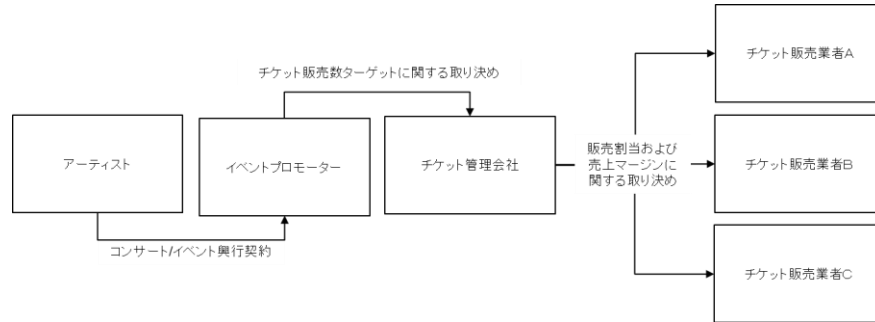 チケット販売業者A
チケット販売数ターゲットに関する取り決め
アーティスト
イベントプロモーター
チケット管理会社
販売割当および
売上マージンに
関する取り決め
チケット販売業者B
コンサート/イベント興行契約
チケット販売業者C